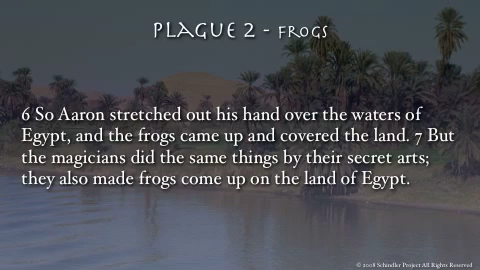 Plague 2 - Frogs
6 So Aaron stretched out his hand over the waters of
Egypt, and the frogs came up and covered the land. 7 But
the magicians did the same things by their secret arts;
they also made frogs come up on the land of Egypt.
© 2008 Schindler Project All Rights Reserved